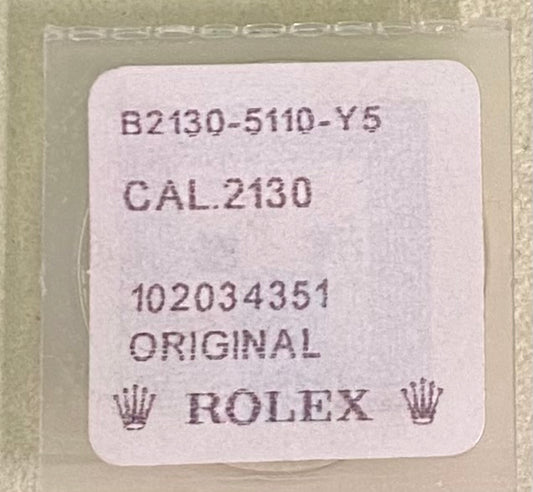 B2130-5110-Y5
CAL.2130
102034351
ORIGINAL
ROLEX